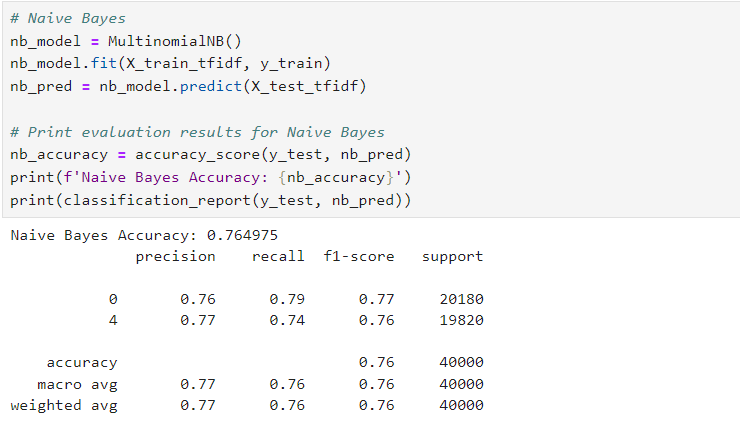 # Naive Bayes
nb_model = MultinomialNB()
nb_model.fit(X_train_tfidf, y_train)
nb_pred = nb_model.predict(X_test_tfidf)
# Print evaluation results for Naive Bayes
nb_accuracy = accuracy_score(y_test, nb_pred)
print(f'Naive Bayes Accuracy: {nb_accuracy}')
print(classification_report(y_test, nb_pred))
Naive Bayes Accuracy: 0.764975
precision recall f1-score support
0 0.76 0.79 0.77 20180
4 0.77 0.74 0.76 19820
accuracy 0.76 40000
macro avg 0.77 0.76 0.76 40000
weighted avg 0.77 0.76 0.76 40000